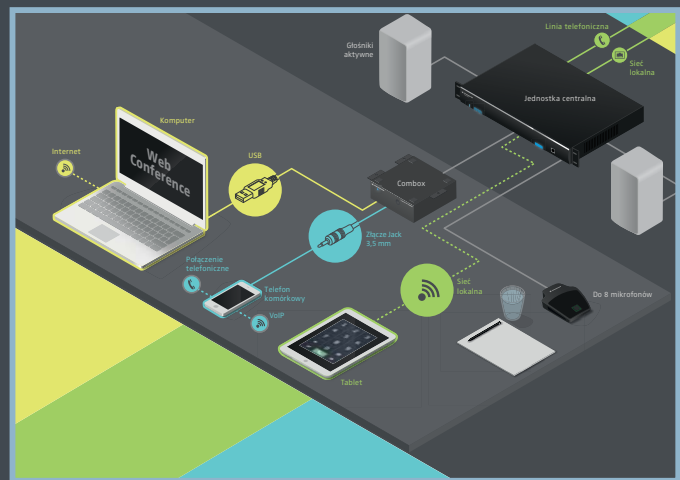 Linia telefoniczna
Głośniki
aktywne
Sieć
lokalna
Jednostka centralna
Komputer
Internet
Web
Conference
USB
Combox
Złącze Jack
3,5 mm
Połączenie
telefoniczne
Telefon
komórkowy
VoIP
Sieć
lokalna
Do 8 mikrofonów
Tablet